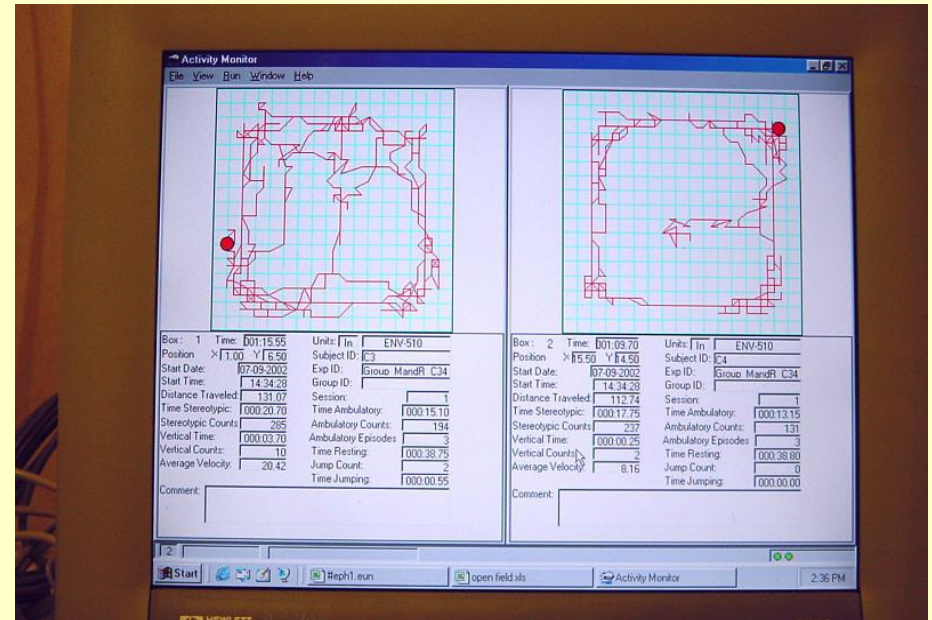 Activity Monitor
File View Run Window Help
Box: 1 Time: 001:15.55 Units: In ENV-510
Position X 1.00 Y 6.50 Subject ID: C3
Start Date: 07-09-2002 Exp ID: Group MandR C34
Start Time: 14:34:28 Group ID:
Distance Traveled: 131.07 Session: 1
Time Stereotypic: 000:20.70 Time Ambulatory: 000:15.10
Stereotypic Counts 285 Ambulatory Counts: 194
Vertical Time: 000:03.70 Ambulatory Episodes 3
Vertical Counts: 10 Time Resting: 000:38.75
Average Velocity: 20.42 Jump Count: 2
Time Jumping: 000:00.55
Comment:
Box: 2 Time: 001:09.70 Units: In ENV-510
Position X 15.50 Y 14.50 Subject ID: C4
Start Date: 07-09-2002 Exp ID: Group MandR C34
Start Time: 14:34:28 Group ID:
Distance Traveled: 112.74 Session: 1
Time Stereotypic: 000:17.75 Time Ambulatory: 000:13.15
Stereotypic Counts 237 Ambulatory Counts: 131
Vertical Time: 000:00.25 Ambulatory Episodes 3
Vertical Counts 2 Time Resting: 000:38.80
Average Velocity: 8.16 Jump Count: 0
Time Jumping: 000:00.00
Comment:
2
Start #eph1.eun open field.xls Activity Monitor 2:36 PM
HEWLETT